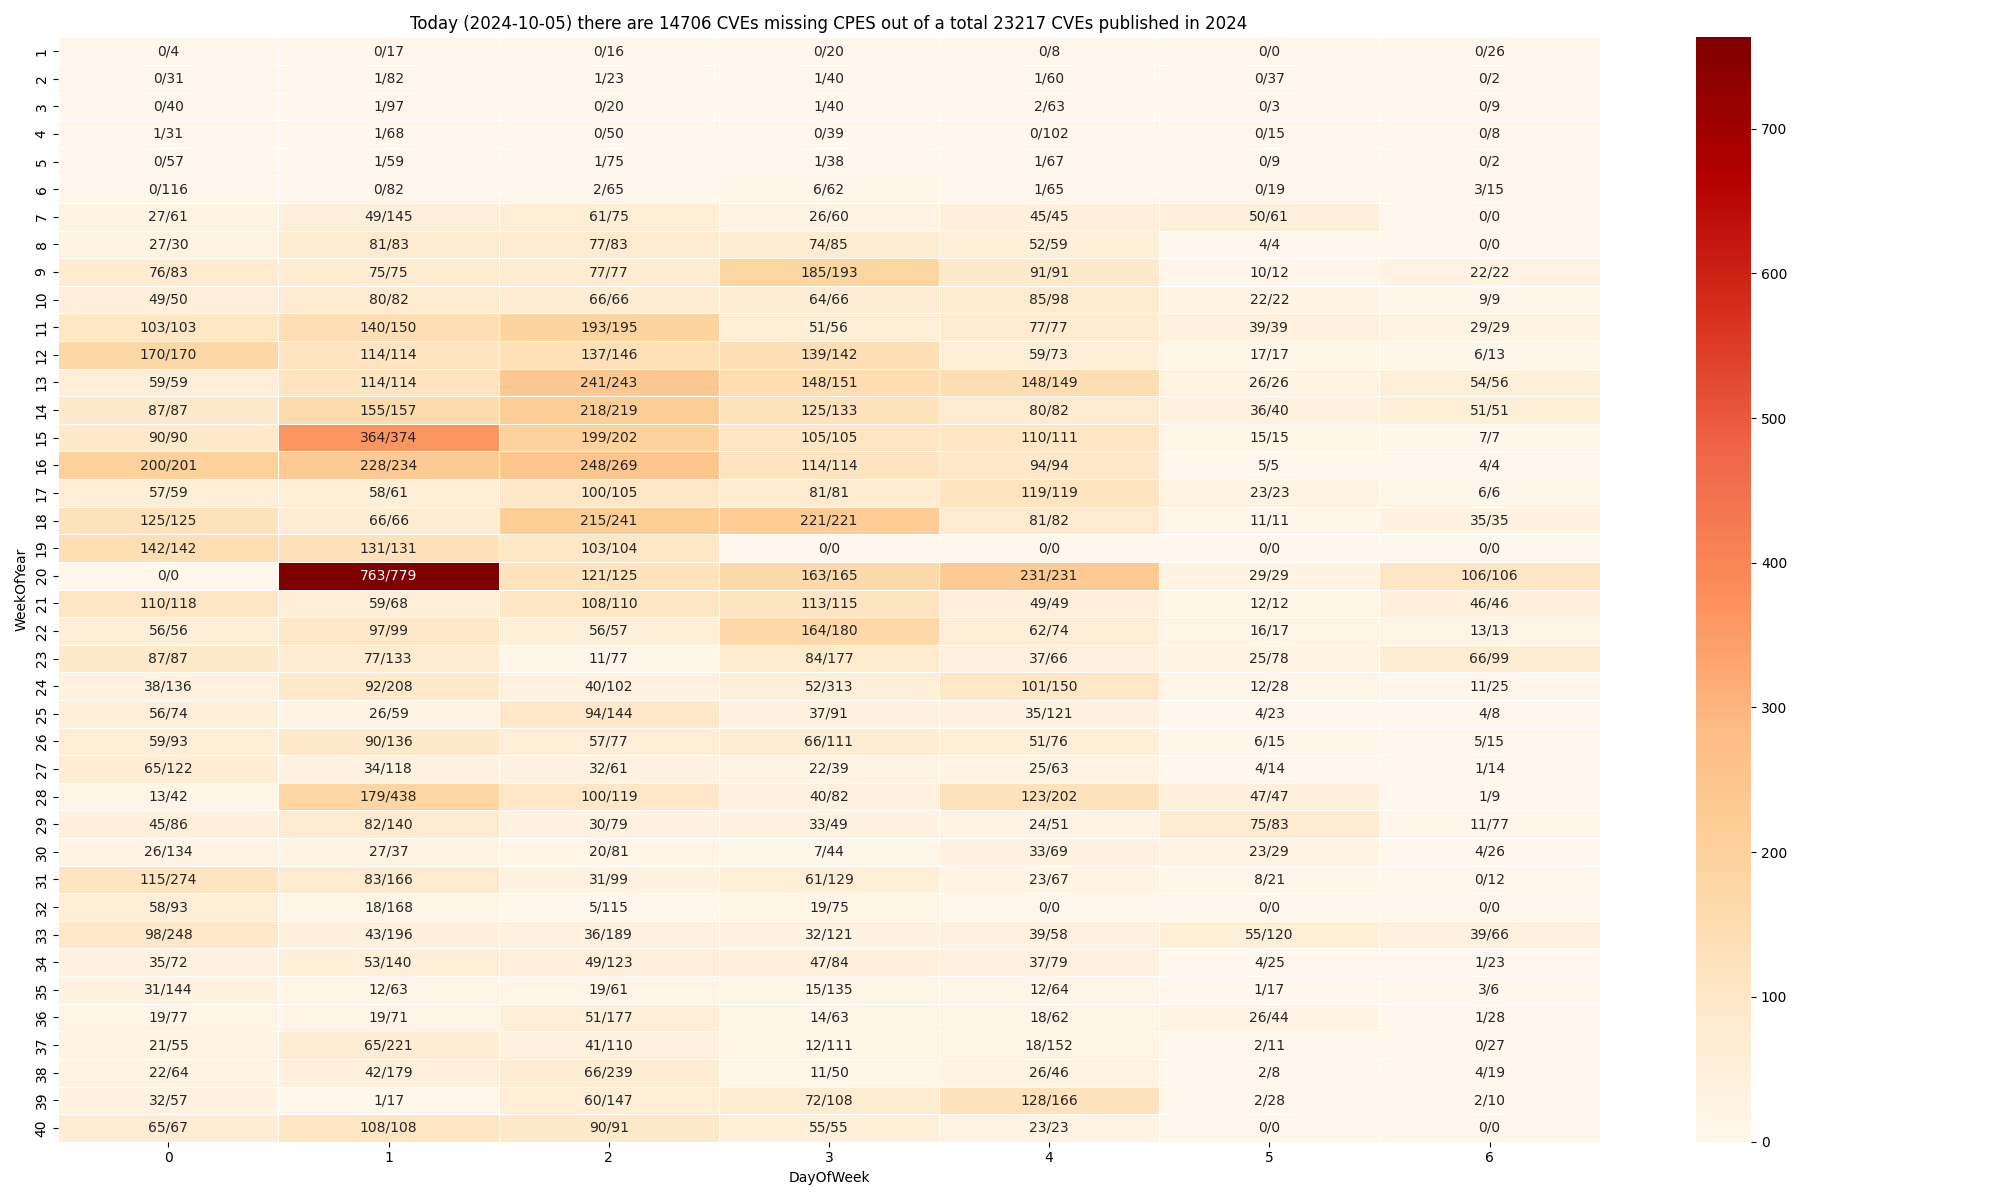 Today (2024-10-05) there are 14706 CVEs missing CPES out of a total 23217 CVEs published in 2024
1 0/4 0/17 0/16 0/20 0/8 0/0 0/26
2 0/31 1/82 1/23 1/40 1/60 0/37 0/2
3 0/40 1/97 0/20 1/40 2/63 0/3 0/9
4 1/31 1/68 0/50 0/39 0/102 0/15 0/8
5 0/57 1/59 1/75 1/38 1/67 0/9 0/2
6 0/116 0/82 2/65 6/62 1/65 0/19 3/15
7 27/61 49/145 61/75 26/60 45/45 50/61 0/0
8 27/30 81/83 77/83 74/85 52/59 4/4 0/0
9 76/83 75/75 77/77 185/193 91/91 10/12 22/22
10 49/50 80/82 66/66 64/66 85/98 22/22 9/9
11 103/103 140/150 193/195 51/56 77/77 39/39 29/29
12 170/170 114/114 137/146 139/142 59/73 17/17 6/13
13 59/59 114/114 241/243 148/151 148/149 26/26 54/56
14 87/87 155/157 218/219 125/133 80/82 36/40 51/51
15 90/90 364/374 199/202 105/105 110/111 15/15 7/7
16 200/201 228/234 248/269 114/114 94/94 5/5 4/4
17 57/59 58/61 100/105 81/81 119/119 23/23 6/6
18 125/125 66/66 215/241 221/221 81/82 11/11 35/35
19 142/142 131/131 103/104 0/0 0/0 0/0 0/0
20 0/0 763/779 121/125 163/165 231/231 29/29 106/106
21 110/118 59/68 108/110 113/115 49/49 12/12 46/46
22 56/56 97/99 56/57 164/180 62/74 16/17 13/13
23 87/87 77/133 11/77 84/177 37/66 25/78 66/99
24 38/136 92/208 40/102 52/313 101/150 12/28 11/25
25 56/74 26/59 94/144 37/91 35/121 4/23 4/8
26 59/93 90/136 57/77 66/111 51/76 6/15 5/15
27 65/122 34/118 32/61 22/39 25/63 4/14 1/14
28 13/42 179/438 100/119 40/82 123/202 47/47 1/9
29 45/86 82/140 30/79 33/49 24/51 75/83 11/77
30 26/134 27/37 20/81 7/44 33/69 23/29 4/26
31 115/274 83/166 31/99 61/129 23/67 8/21 0/12
32 58/93 18/168 5/115 19/75 0/0 0/0 0/0
33 98/248 43/196 36/189 32/121 39/58 55/120 39/66
34 35/72 53/140 49/123 47/84 37/79 4/25 1/23
35 31/144 12/63 19/61 15/135 12/64 1/17 3/6
36 19/77 19/71 51/177 14/63 18/62 26/44 1/28
37 21/55 65/221 41/110 12/111 18/152 2/11 0/27
38 22/64 42/179 66/239 11/50 26/46 2/8 4/19
39 32/57 1/17 60/147 72/108 128/166 2/28 2/10
40 65/67 108/108 90/91 55/55 23/23 0/0 0/0
0 1 2 3 4 5 6
DayOfWeek
WeekOfYear
700
600
500
400
300
200
100
0